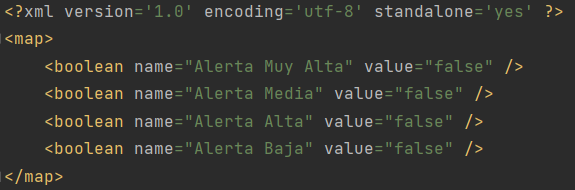 <?xml version='1.0' encoding='utf-8' standalone='yes' ?>
<map>
    <boolean name="Alerta Muy Alta" value="false" />
    <boolean name="Alerta Media" value="false" />
    <boolean name="Alerta Alta" value="false" />
    <boolean name="Alerta Baja" value="false" />
</map>